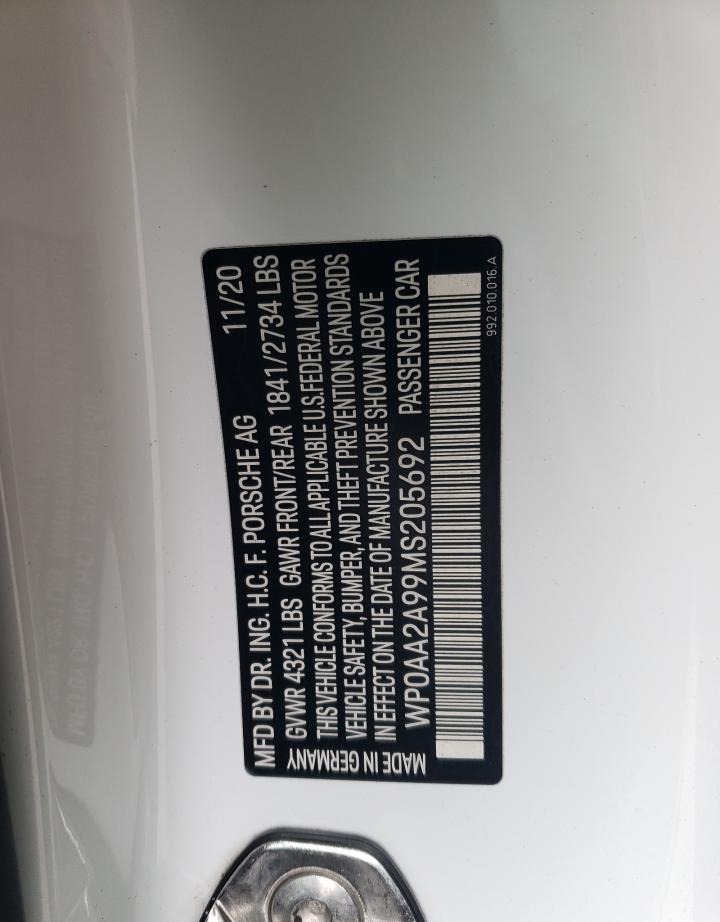 MFD BY DR. ING. H.C. F. PORSCHE AG 11/20
GVWR 4321 LBS GAWR FRONT/REAR 1841/2734 LBS
THIS VEHICLE CONFORMS TO ALL APPLICABLE U.S.FEDERAL MOTOR
VEHICLE SAFETY, BUMPER, AND THEFT PREVENTION STANDARDS
IN EFFECT ON THE DATE OF MANUFACTURE SHOWN ABOVE
WP0AA2A99MS205692 PASSENGER CAR
MADE IN GERMANY
992.010.016.A